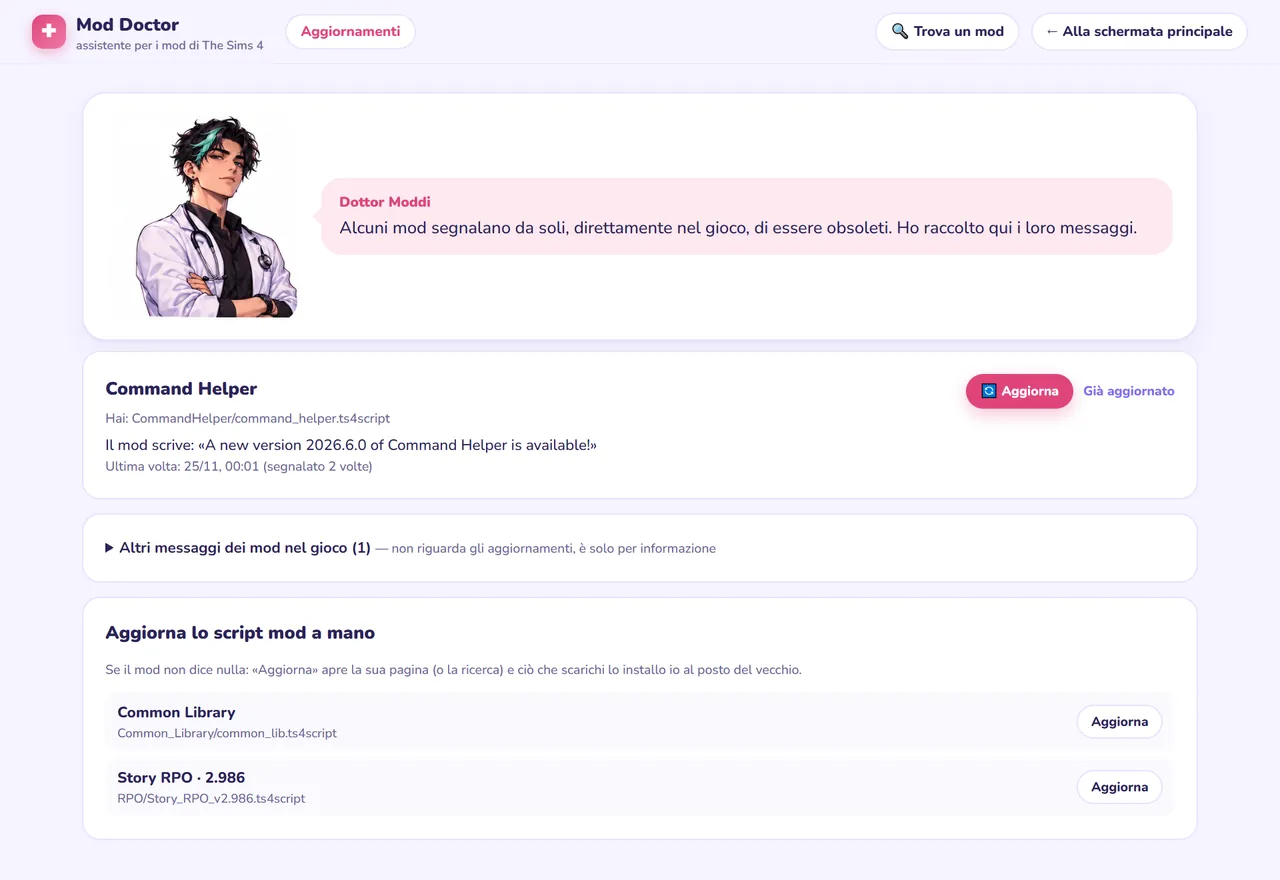 Mod Doctor
assistente per i mod di The Sims 4
Aggiornamenti
🔍 Trova un mod
← Alla schermata principale
Dottor Moddi
Alcuni mod segnalano da soli, direttamente nel gioco, di essere obsoleti. Ho raccolto qui i loro messaggi.
Command Helper
🔄 Aggiorna
Già aggiornato
Hai: CommandHelper/command_helper.ts4script
Il mod scrive: «A new version 2026.6.0 of Command Helper is available!»
Ultima volta: 25/11, 00:01 (segnalato 2 volte)
▶ Altri messaggi dei mod nel gioco (1) — non riguarda gli aggiornamenti, è solo per informazione
Aggiorna lo script mod a mano
Se il mod non dice nulla: «Aggiorna» apre la sua pagina (o la ricerca) e ciò che scarichi lo installo io al posto del vecchio.
Common Library
Common_Library/common_lib.ts4script
Aggiorna
Story RPO · 2.986
RPO/Story_RPO_v2.986.ts4script
Aggiorna